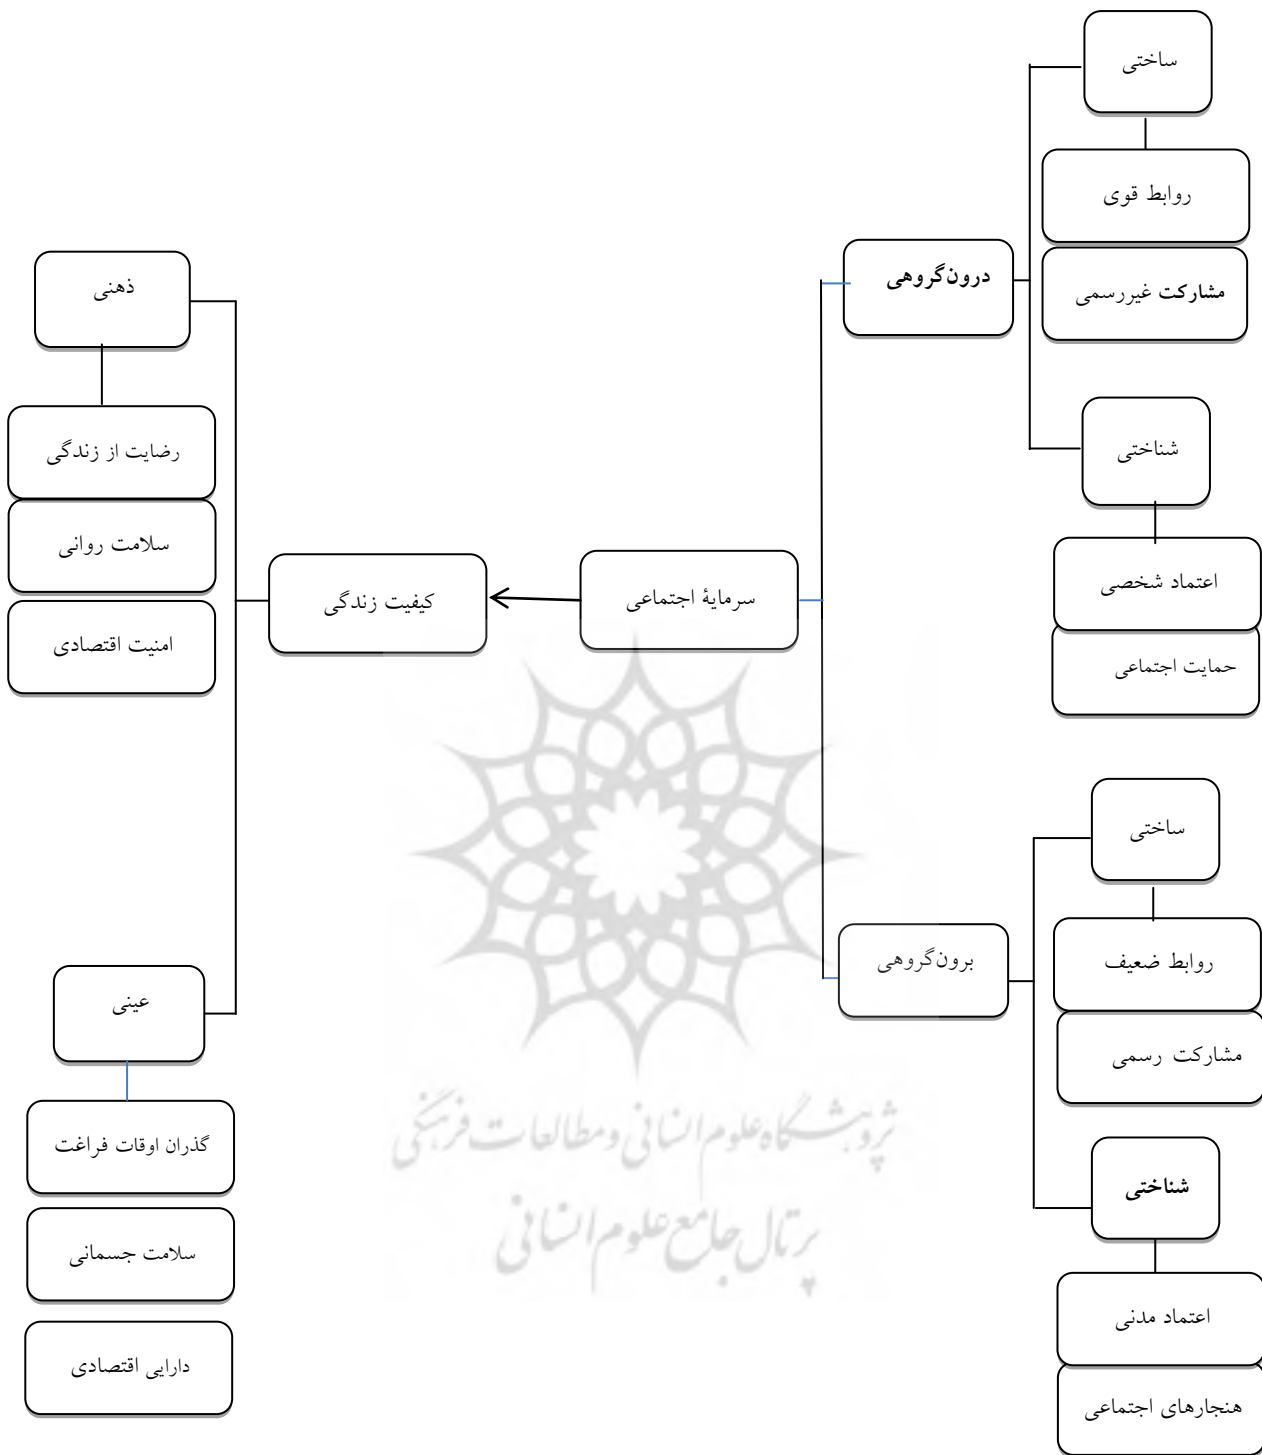 ساختی
روابط قوی
مشارکت غیررسمی
درون‌گروهی
شناختی
اعتماد شخصی
حمایت اجتماعی
سرمایهٔ اجتماعی
ساختی
روابط ضعیف
مشارکت رسمی
برون‌گروهی
شناختی
اعتماد مدنی
هنجارهای اجتماعی
کیفیت زندگی
ذهنی
رضایت از زندگی
سلامت روانی
امنیت اقتصادی
عینی
گذران اوقات فراغت
سلامت جسمانی
دارایی اقتصادی
پژوهشگاه علوم انسانی و مطالعات فرهنگی
پرتال جامع علوم انسانی